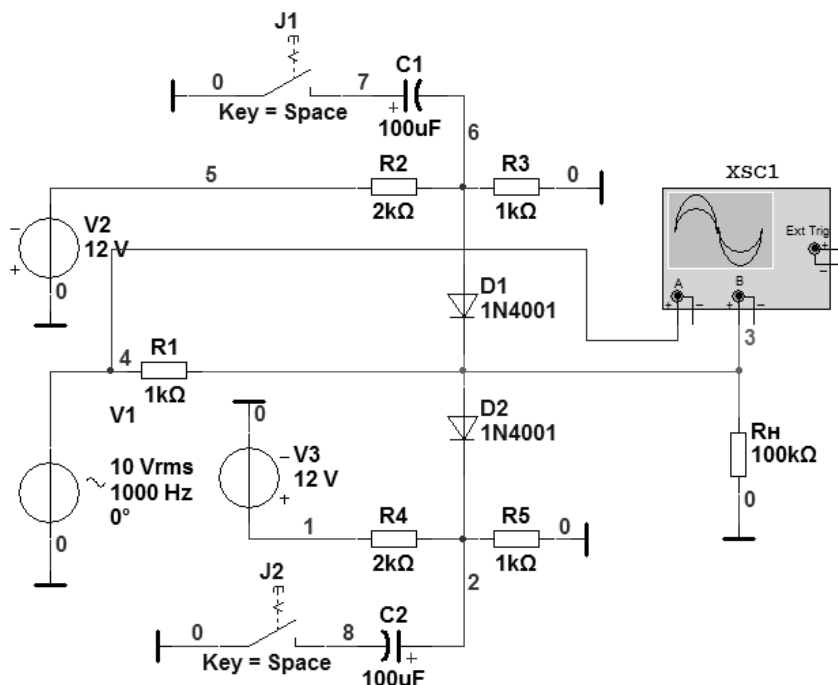 J1
0
7
C1
Key = Space
+
100uF
6
5
R2
R3
0
2kΩ
1kΩ
XSC1
Ext Trig
+
−
A
B
+ − + −
−
V2
12 V
+
0
D1
1N4001
3
4
R1
1kΩ
V1
0
D2
1N4001
V3
12 V
−
+
10 Vrms
1000 Hz
0°
0
Rн
100kΩ
0
1
R4
R5
0
2kΩ
1kΩ
2
J2
0
8
C2
Key = Space
+
100uF